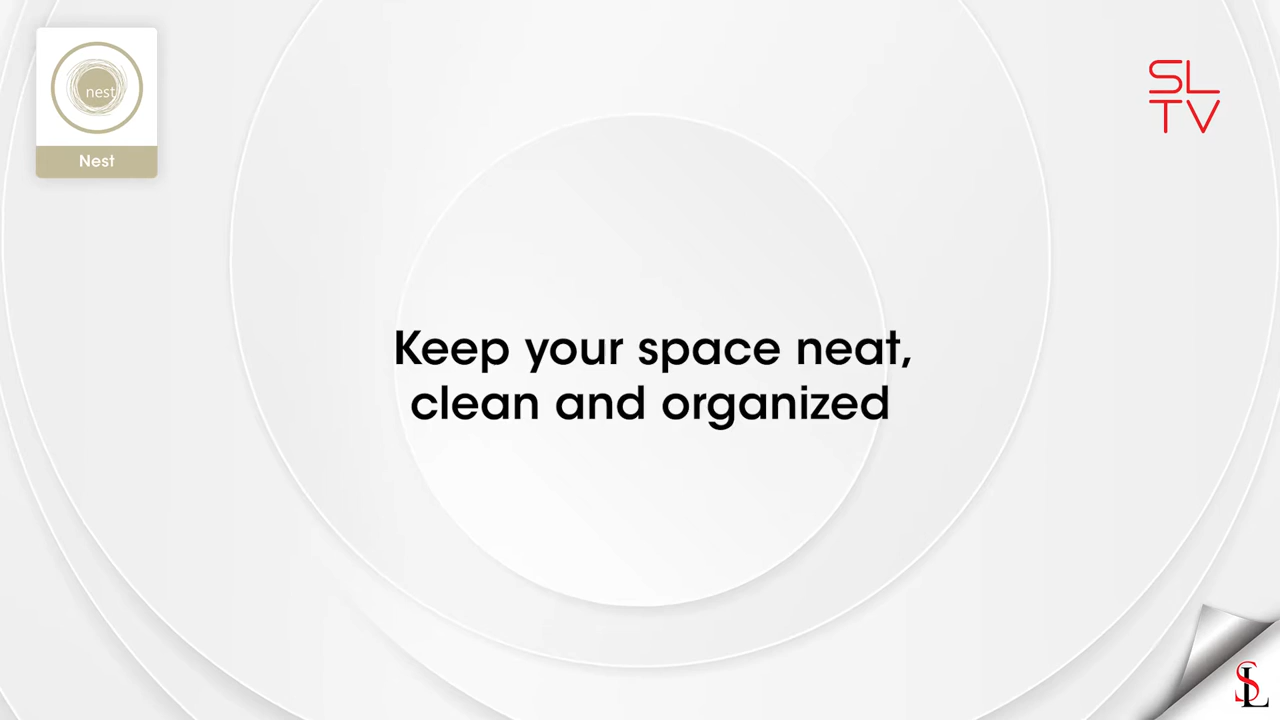 nest
Nest
SL
TV
Keep your space neat,
clean and organized
SL